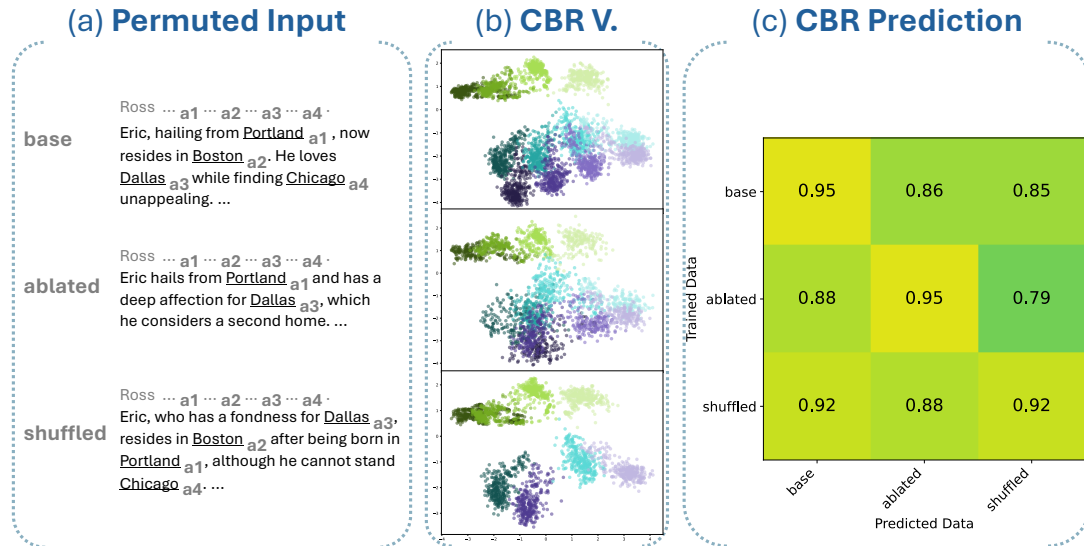 (a) Permuted Input
base
Ross ... a1 ... a2 ... a3 ... a4 .
Eric, hailing from Portland a1 , now
resides in Boston a2. He loves
Dallas a3 while finding Chicago a4
unappealing. ...
ablated
Ross ... a1 ... a2 ... a3 ... a4 .
Eric hails from Portland a1 and has a
deep affection for Dallas a3, which
he considers a second home. ...
shuffled
Ross ... a1 ... a2 ... a3 ... a4 .
Eric, who has a fondness for Dallas a3,
resides in Boston a2 after being born in
Portland a1, although he cannot stand
Chicago a4. ...
(b) CBR V.
(c) CBR Prediction
Trained Data
base
0.95 0.86 0.85
ablated
0.88 0.95 0.79
shuffled
0.92 0.88 0.92
base ablated shuffled
Predicted Data